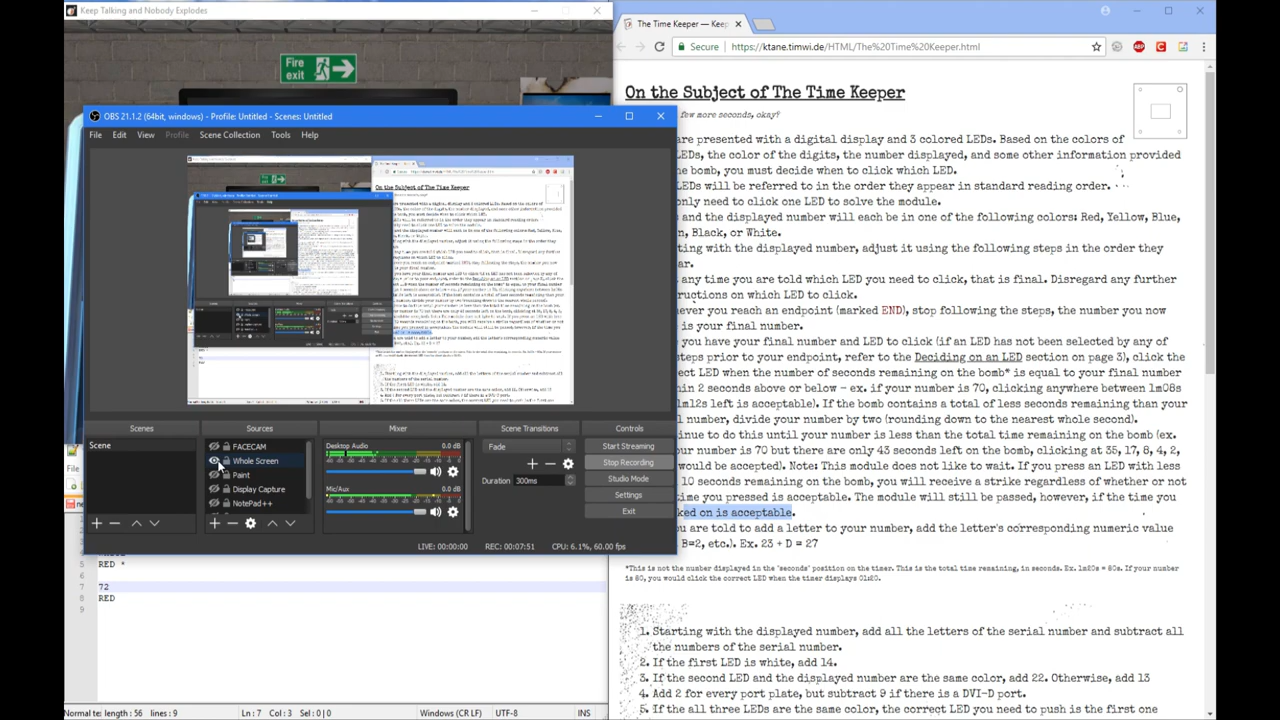 Keep Talking and Nobody Explodes
Fire
exit
OBS 21.1.2 (64bit, windows) - Profile: Untitled - Scenes: Untitled
File Edit View Profile Scene Collection Tools Help
Scenes Sources Mixer Scene Transitions Controls
Scene
FACECAM
Whole Screen
Paint
Display Capture
NotePad++
Desktop Audio 0.0 dB
Mic/Aux 0.0 dB
Fade
Duration 300ms
Start Streaming
Stop Recording
Studio Mode
Settings
Exit
LIVE: 00:00:00 REC: 00:07:51 CPU: 6.1%, 60.00 fps
File
5 RED *
6
7 72
8 RED
9
Normal te length : 56 lines : 9 Ln : 7 Col : 3 Sel : 0 | 0 Windows (CR LF) UTF-8 INS
The Time Keeper — Keep
Secure https://ktane.timwi.de/HTML/The%20Time%20Keeper.html
On the Subject of The Time Keeper
few more seconds, okay?
are presented with a digital display and 3 colored LEDs. Based on the colors of
LEDs, the color of the digits, the number displayed, and some other information provided
the bomb, you must decide when to click which LED.
LEDs will be referred to in order they are in standard reading order.
only need to click one LED to solve the module.
and the displayed number will each be in one of the following colors: Red, Yellow, Blue,
n, Black, or White.
ting with the displayed number, adjust it using the following steps in the order they
ar.
any time you are told which LED you need to click, that is final. Disregard any further
ructions on which LED to click.
never you reach an endpoint (marked END), stop following the steps, the number you now
is your final number.
you have your final number and LED to click (if an LED has not been selected by any of
steps prior to your endpoint refer to the Deciding on an LED section on page 3), click the
ect LED when the number of seconds remaining on the bomb* is equal to your final number
in 2 seconds above or below. ex. if your number is 70, clicking anywhere between 1m08s
1m12s left is acceptable). If the bomb contains a total of less seconds remaining than your
l number, divide your number by two (rounding down to the nearest whole second).
tinue to do this until your number is less than the total time remaining on the bomb (ex.
your number is 70 but there are only 43 seconds left on the bomb, clicking at 35, 17, 8, 4, 2,
would be accepted). Note: This module doesn't like to wait. If you press an LED with less
10 seconds remaining on the bomb, you will receive a strike regardless of whether or not
time you pressed is acceptable. The module will still be passed, however, if the time you
ked on is acceptable.
ou are told to add a letter to your number, add the letter's corresponding numeric value
B=2, etc.). Ex. 23 + D = 27
*This is not the number displayed in the "seconds" position on the timer. This is the total time remaining, in seconds. Ex. 1m20s = 80s. If your number
is 80, you would click the correct LED when the timer displays 01:20.
1. Starting with the displayed number, add all the letters of the serial number and subtract all
the numbers of the serial number.
2. If the first LED is white, add 14.
3. If the second LED and the displayed number are the same color, add 22. Otherwise, add 13
4. Add 2 for every port plate, but subtract 9 if there is a DVI-D port.
5. If the all three LEDs are the same color, the correct LED you need to push is the first one